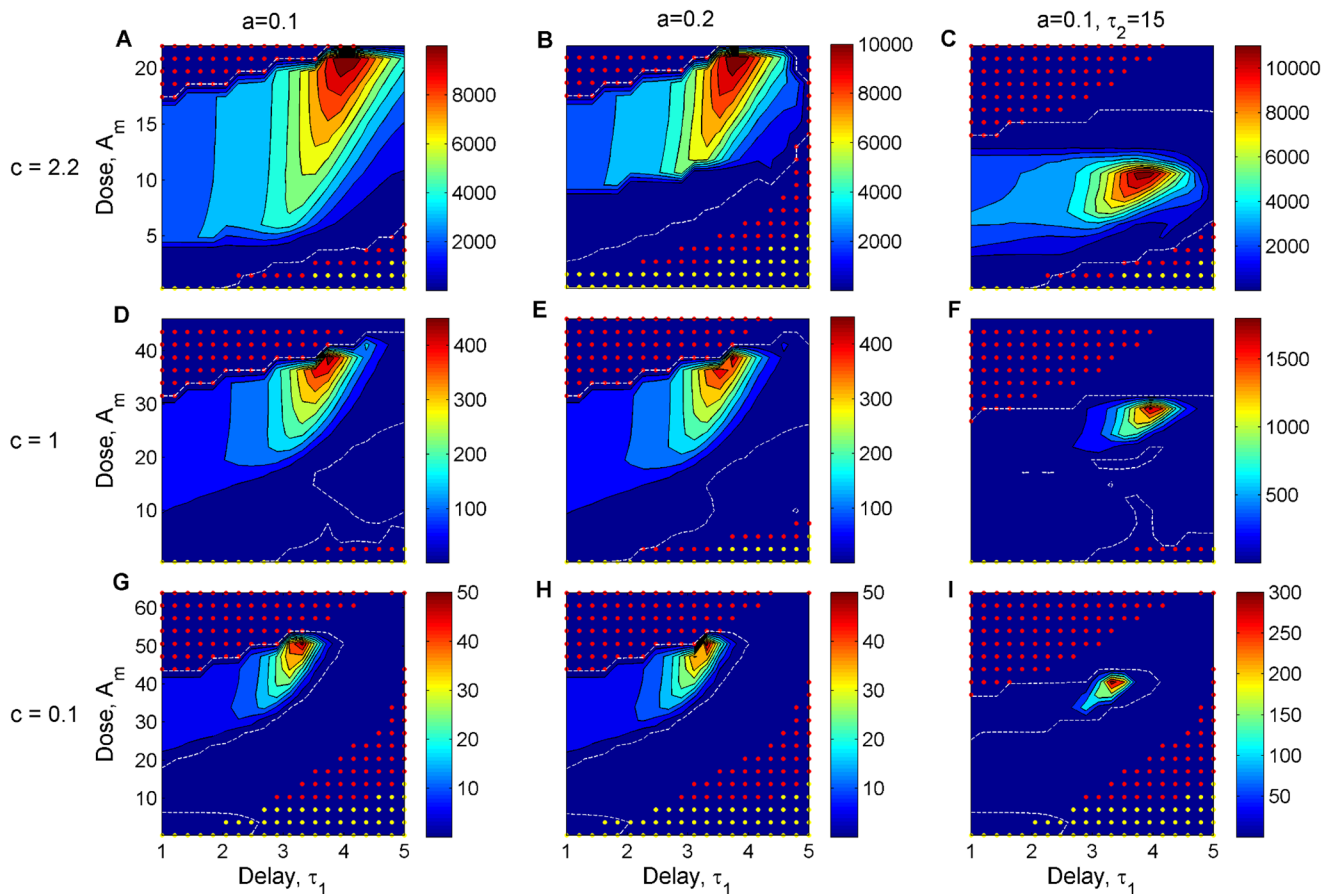 a=0.1
a=0.2
a=0.1, τ2=15
A
B
C
c = 2.2
Dose, Am
20
15
10
5
8000
6000
4000
2000
10000
8000
6000
4000
2000
10000
8000
6000
4000
2000
D
E
F
c = 1
Dose, Am
40
30
20
10
400
300
200
100
400
300
200
100
1500
1000
500
G
H
I
c = 0.1
Dose, Am
60
50
40
30
20
10
50
40
30
20
10
50
40
30
20
10
300
250
200
150
100
50
1 2 3 4 5
1 2 3 4 5
1 2 3 4 5
Delay, τ1
Delay, τ1
Delay, τ1